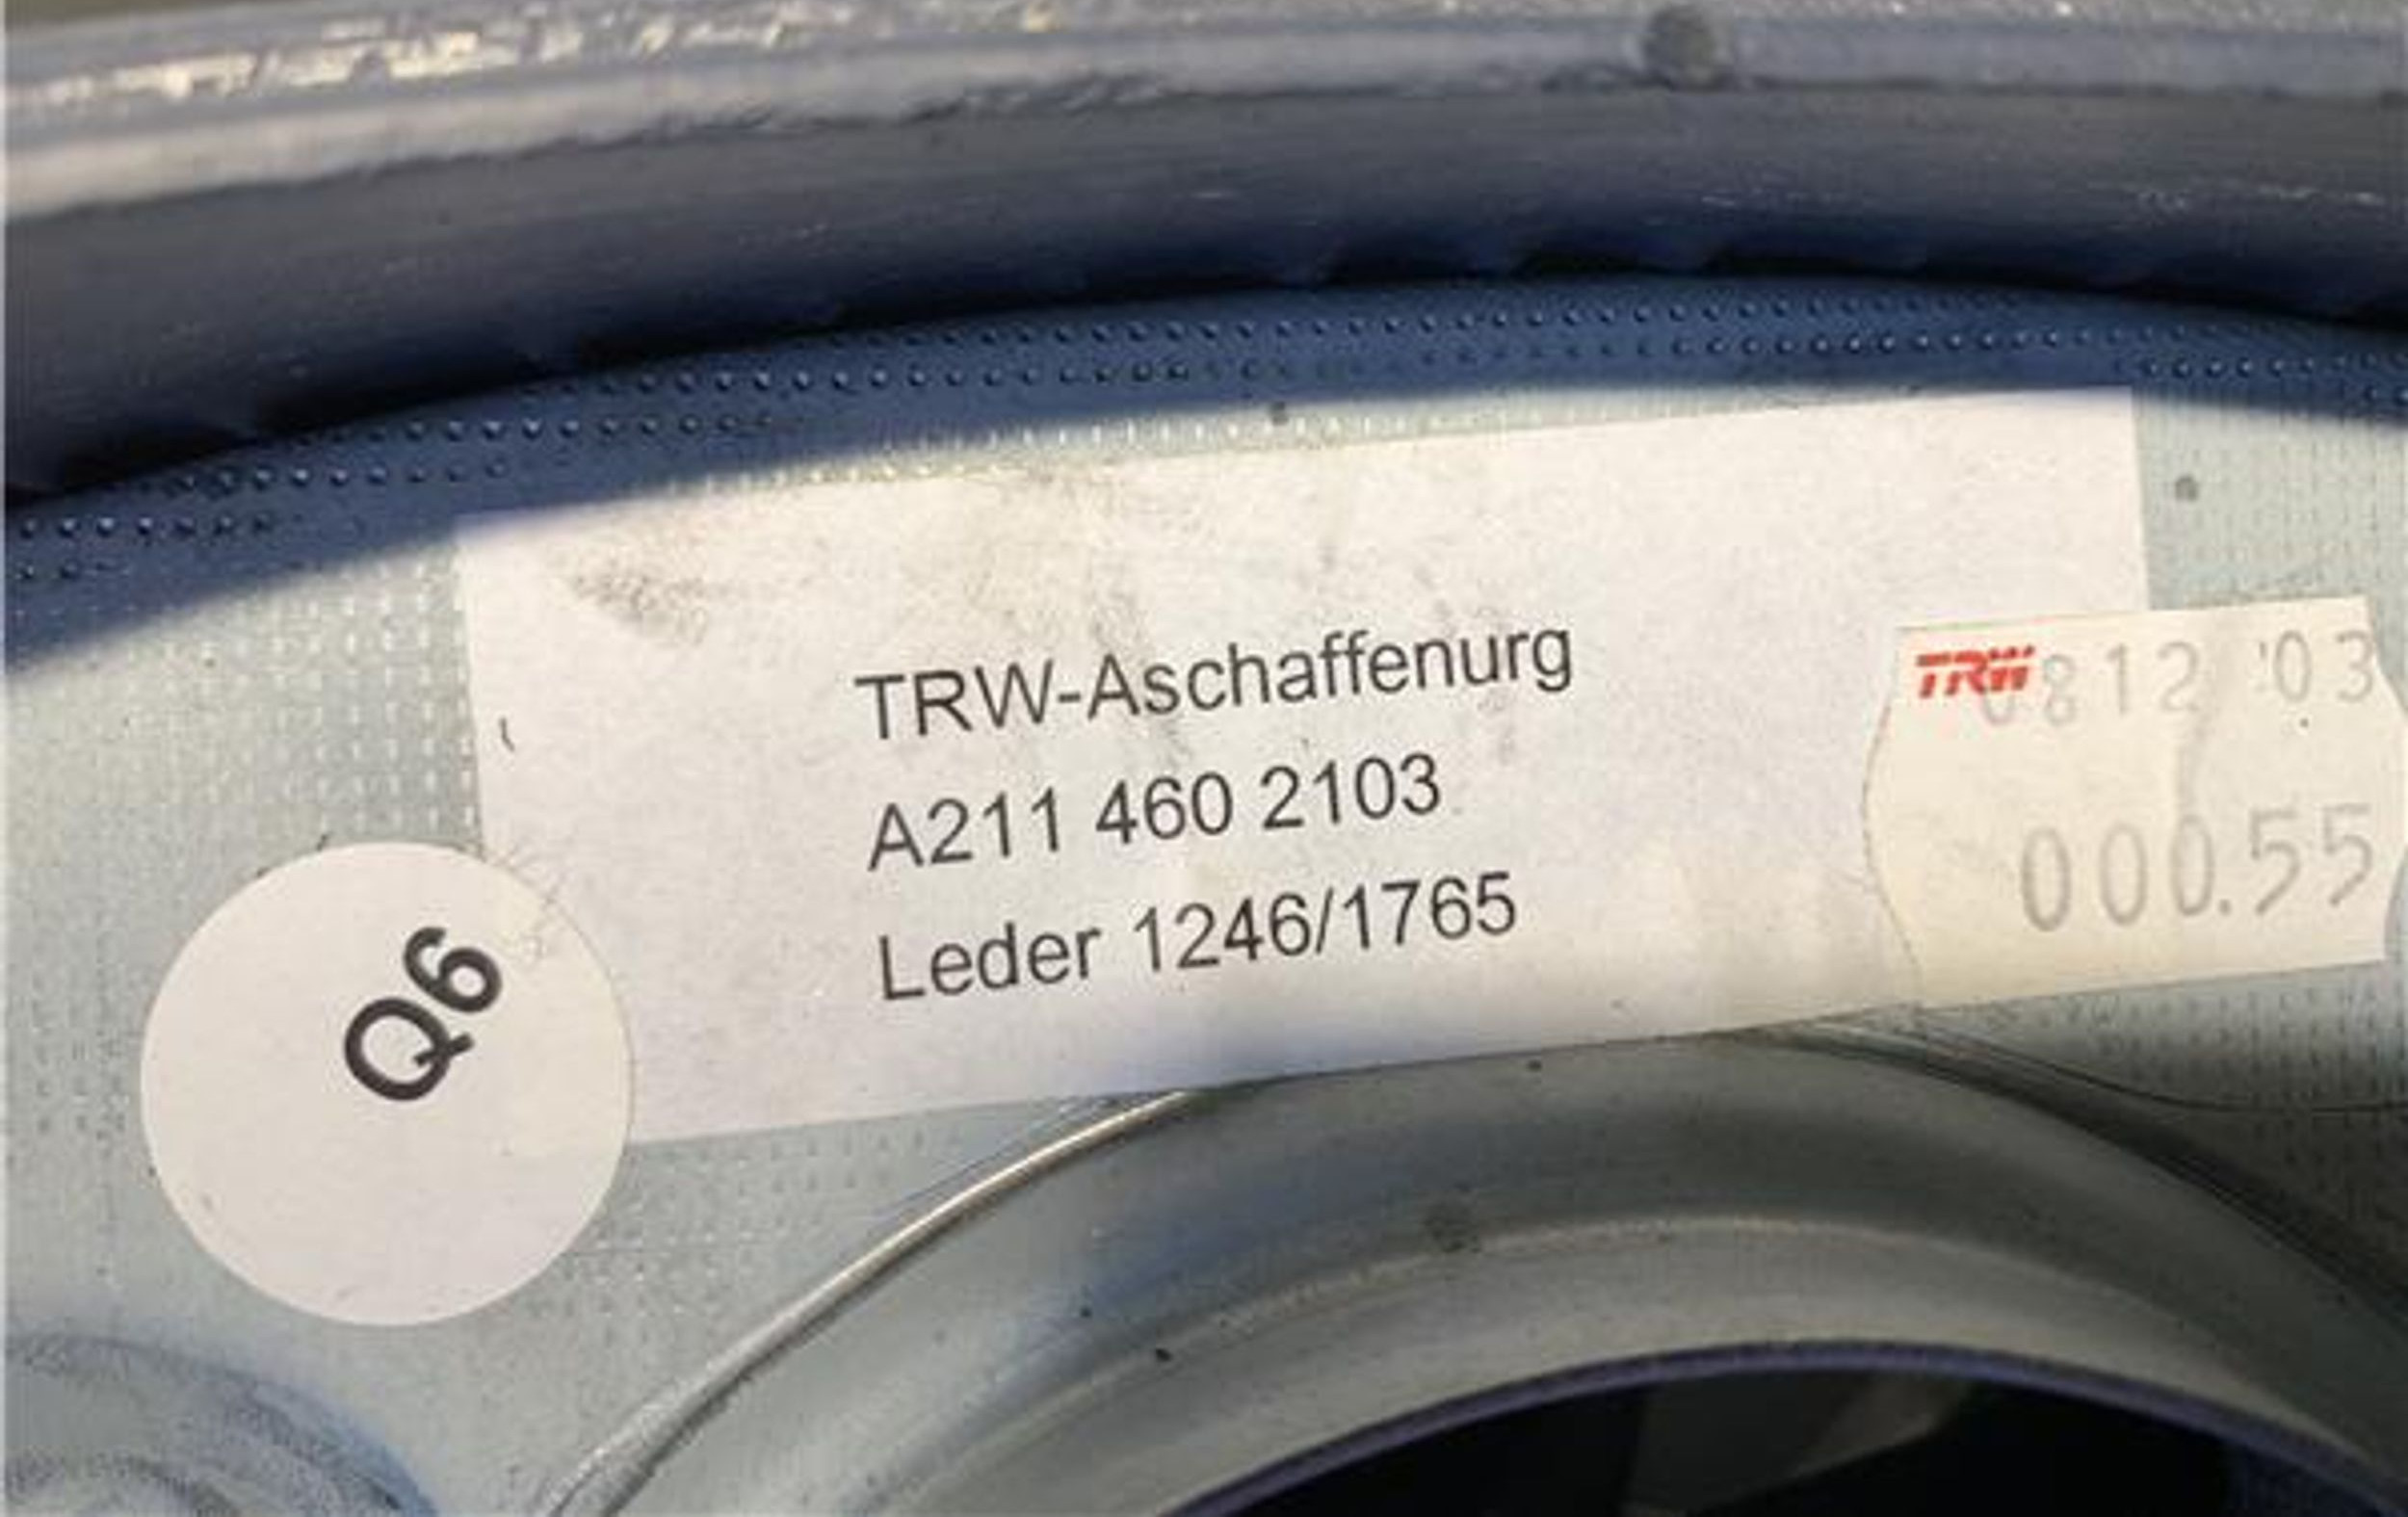 TRW-Aschaffenurg
A211 460 2103
Leder 1246/1765
TRW 0812 '03
000.55
Q6